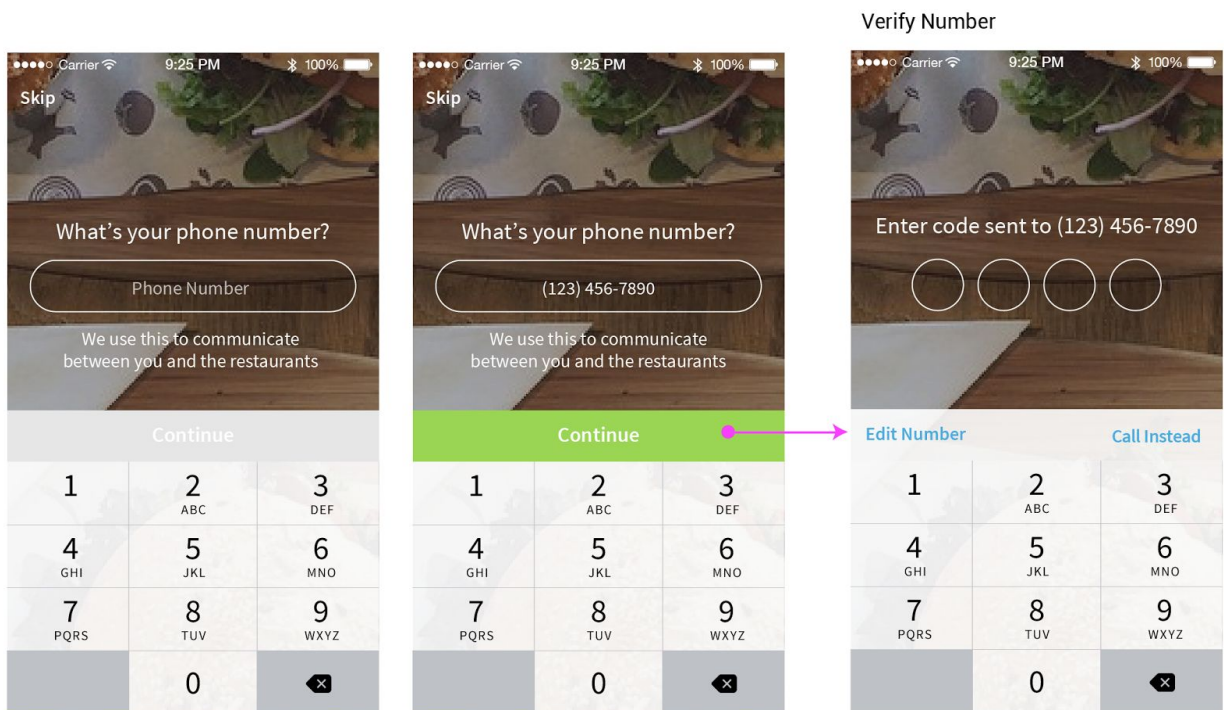 Verify Number
Carrier 9:25 PM 100%
Skip
What's your phone number?
Phone Number
We use this to communicate
between you and the restaurants
Continue
1 2 3
ABC DEF
4 5 6
GHI JKL MNO
7 8 9
PQRS TUV WXYZ
0
Carrier 9:25 PM 100%
Skip
What's your phone number?
(123) 456-7890
We use this to communicate
between you and the restaurants
Continue
1 2 3
ABC DEF
4 5 6
GHI JKL MNO
7 8 9
PQRS TUV WXYZ
0
Carrier 9:25 PM 100%
Enter code sent to (123) 456-7890
Edit Number Call Instead
1 2 3
ABC DEF
4 5 6
GHI JKL MNO
7 8 9
PQRS TUV WXYZ
0